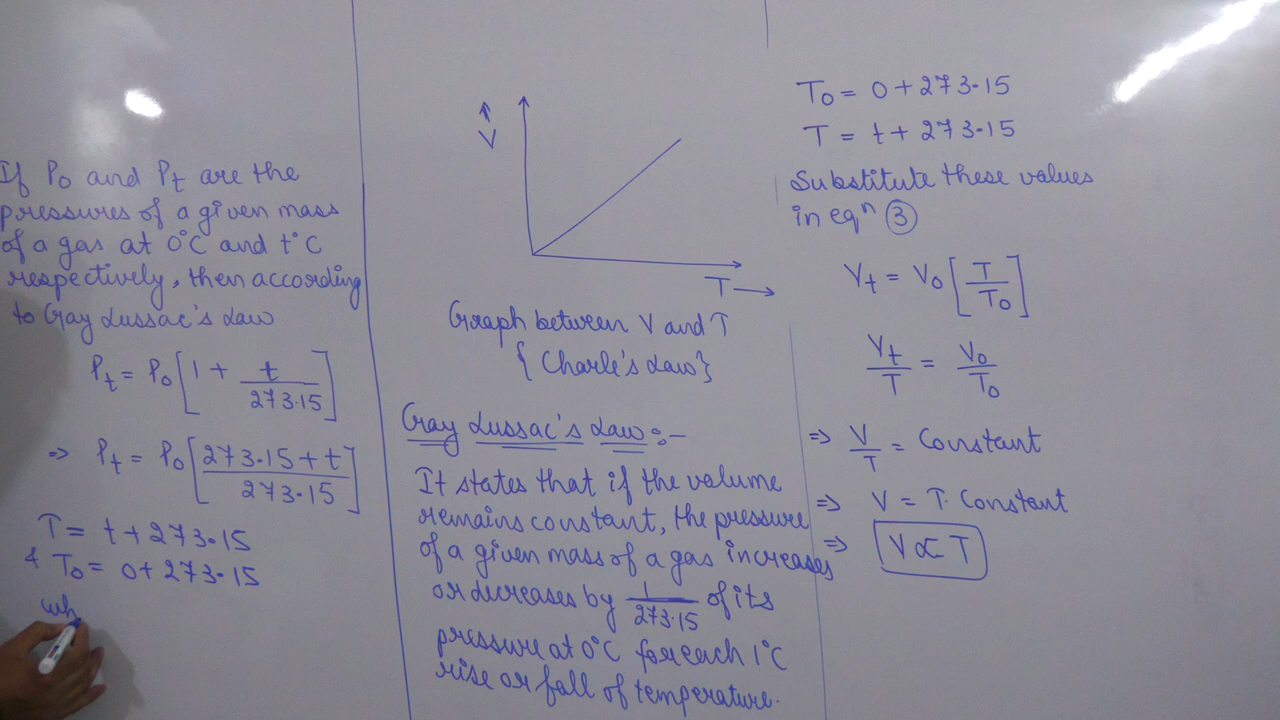 If P₀ and Pt are the
pressures of a given mass
of a gas at 0°C and t°C
respectively, then according
to Gay Lussac's Law
Pt = P₀[1 + t/273.15]
⇒ Pt = P₀[273.15 + t/273.15]
T = t + 273.15
& T₀ = 0 + 273.15
wh
V
T →
Graph between V and T
{ Charle's Law}
Gay Lussac's Law :-
It states that if the volume
remains constant, the pressure
of a given mass of a gas increases
or decreases by 1/273.15 of its
pressure at 0°C for each 1°C
rise or fall of temperature.
T₀ = 0 + 273.15
T = t + 273.15
Substitute these values
in eqⁿ ③
Vt = V₀[T/T₀]
Vt/T = V₀/T₀
⇒ V/T = Constant
⇒ V = T. Constant
⇒ V ∝ T